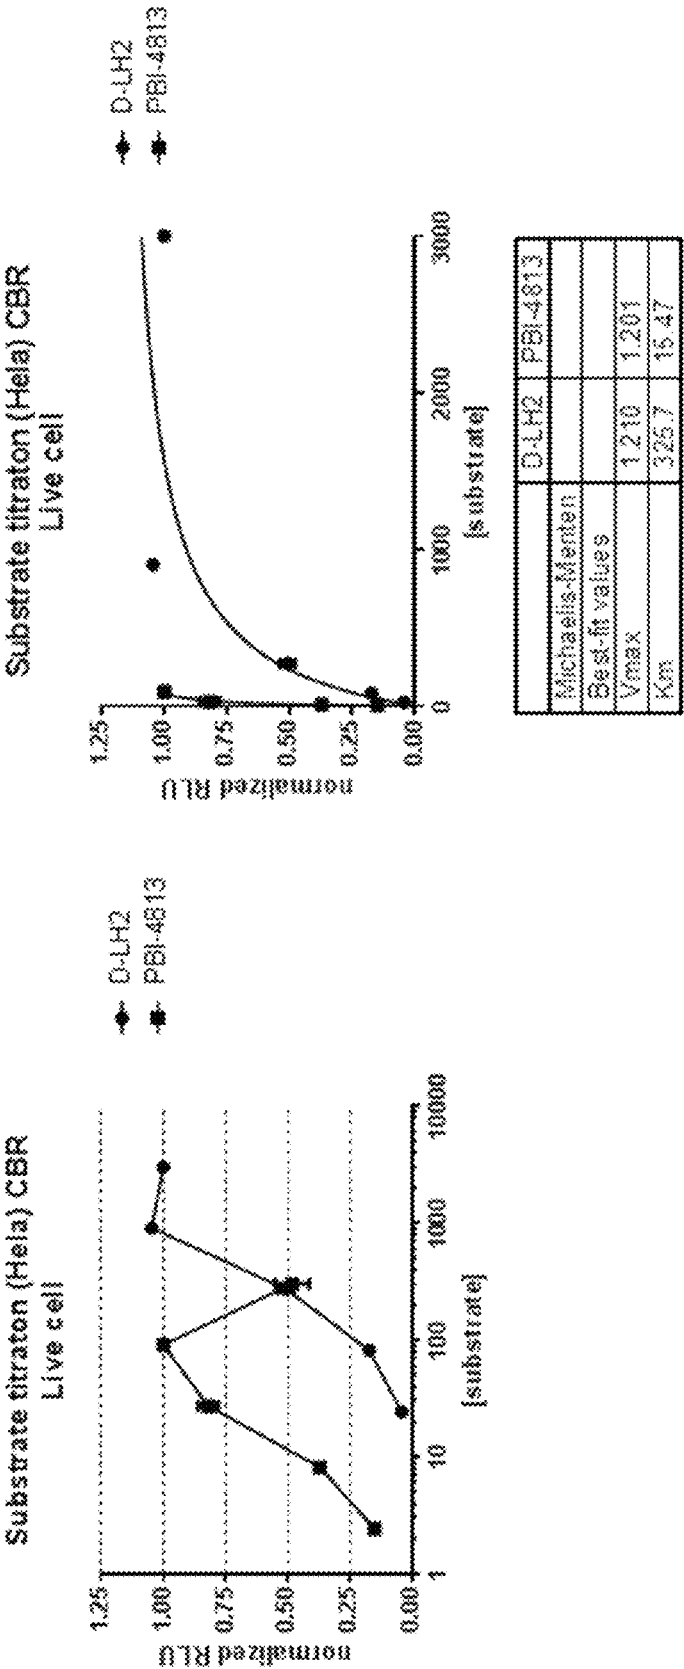 Substrate titraton (Hela) CBR
Live cell
normalized RLU
1.25
1.00
0.75
0.50
0.25
0.00
1
10
100
1000
10000
[substrate]
D-LH2
PBI-4813
Substrate titraton (Hela) CBR
Live cell
normalized RLU
1.25
1.00
0.75
0.50
0.25
0.00
0
1000
2000
3000
[substrate]
D-LH2
PBI-4813
D-LH2 PBI-4813
Michaelis-Menten
Best-fit values
Vmax 1.210 1.201
Km 326.7 15.47